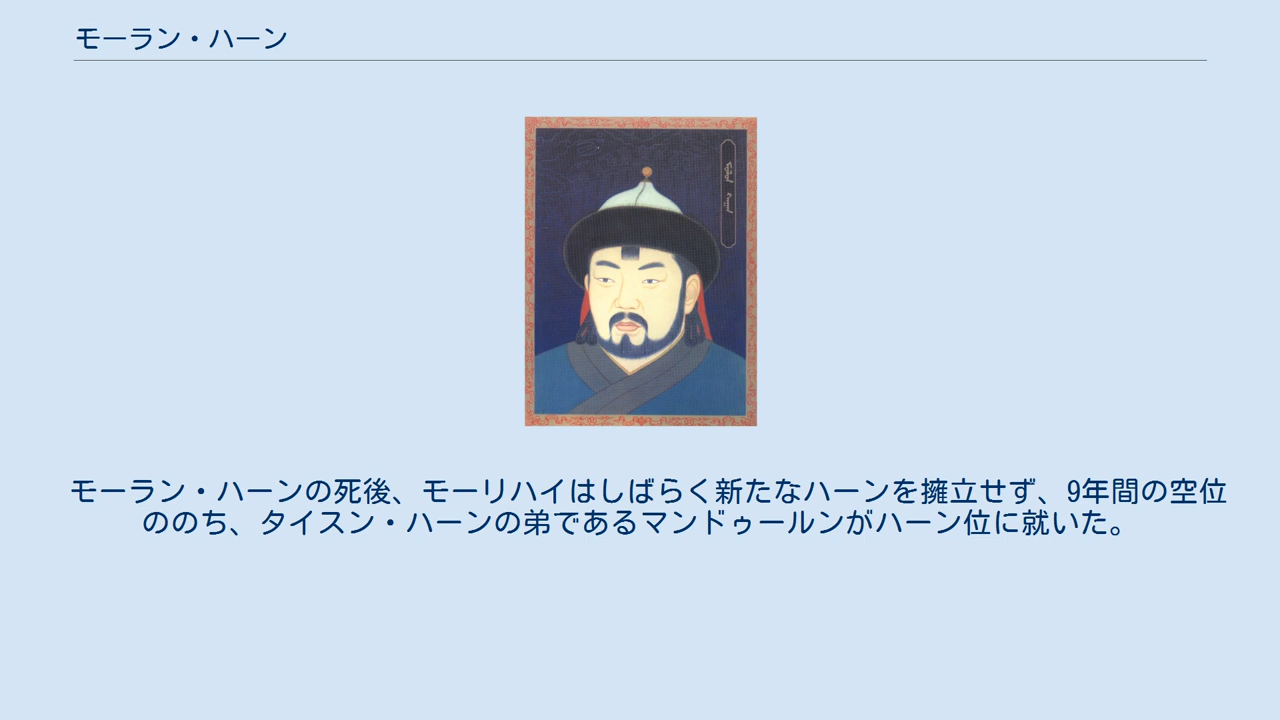 モーラン・ハーン
モーラン・ハーンの死後、モーリハイはしばらく新たなハーンを擁立せず、9年間の空位
ののち、タイスン・ハーンの弟であるマンドゥールンがハーン位に就いた。